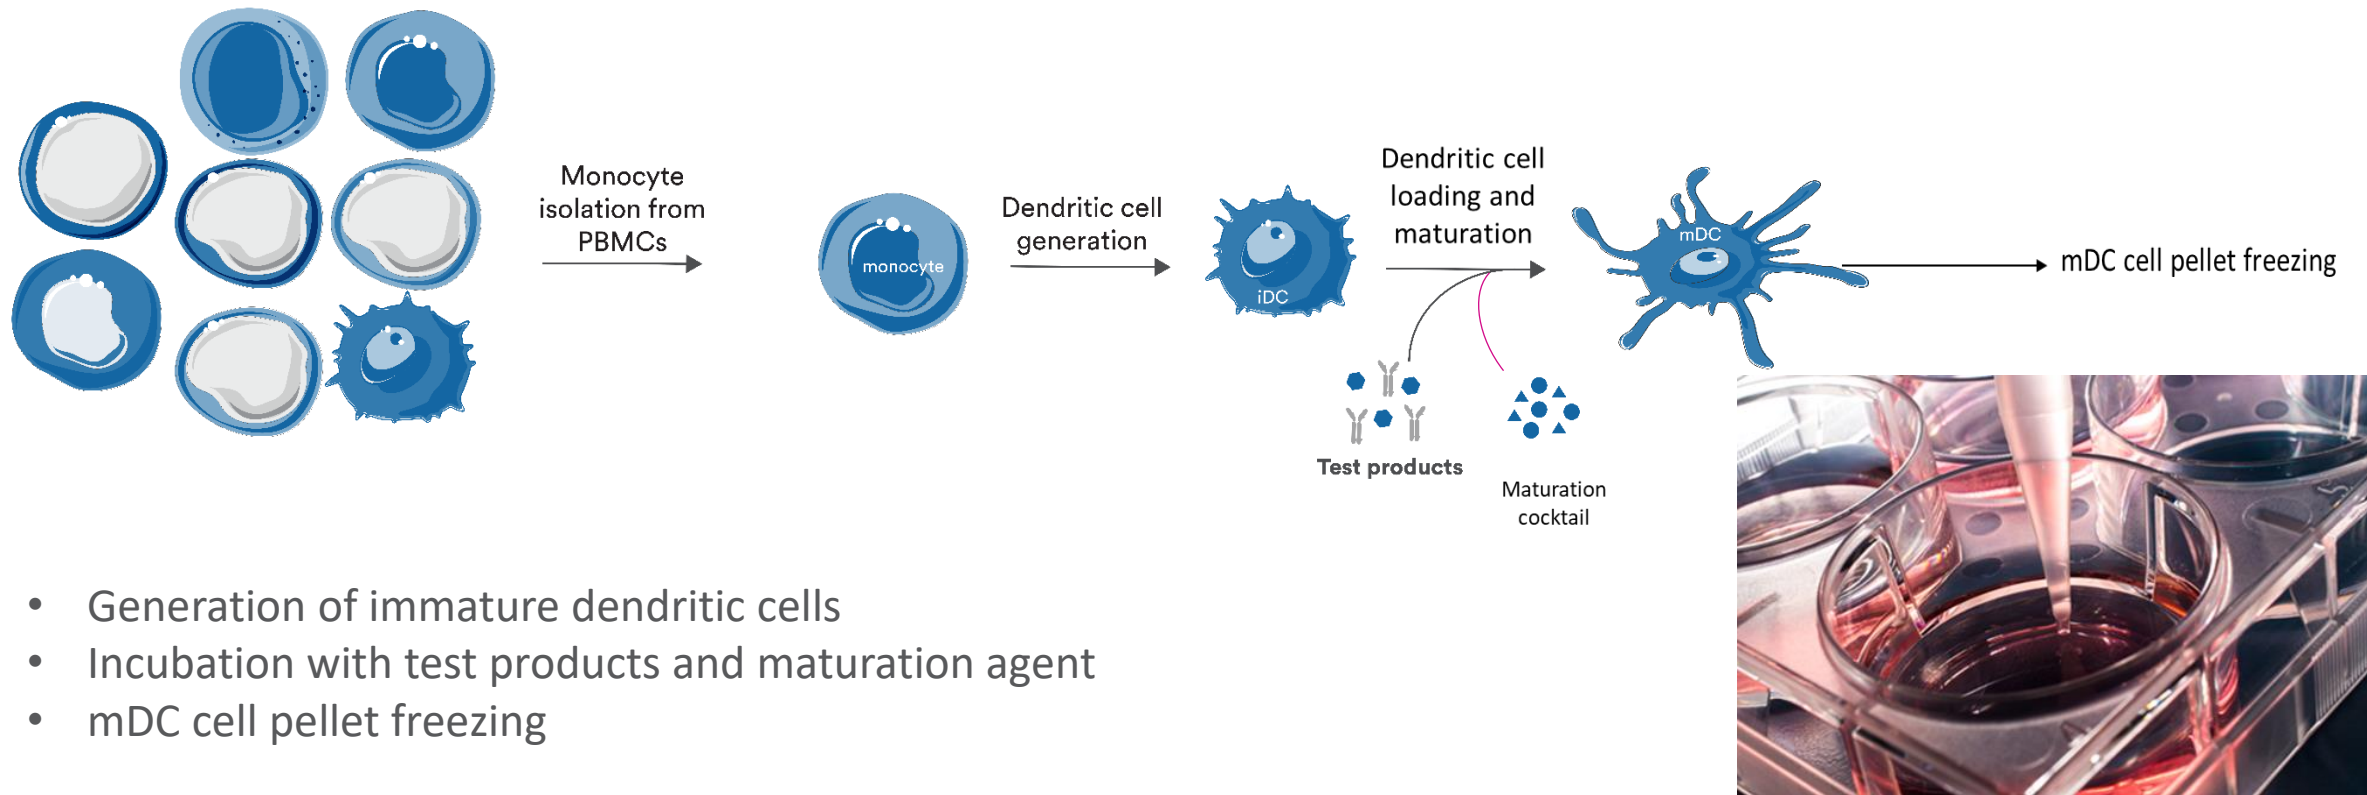 Monocyte
isolation from
PBMCs
monocyte
Dendritic cell
generation
iDC
Dendritic cell
loading and
maturation
Test products
Maturation
cocktail
mDC
mDC cell pellet freezing
• Generation of immature dendritic cells
• Incubation with test products and maturation agent
• mDC cell pellet freezing